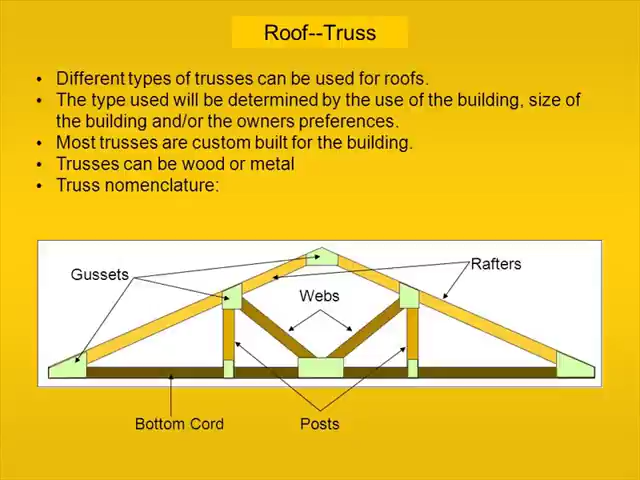 Roof--Truss
• Different types of trusses can be used for roofs.
• The type used will be determined by the use of the building, size of
the building and/or the owners preferences.
• Most trusses are custom built for the building.
• Trusses can be wood or metal
• Truss nomenclature:
Gussets
Rafters
Webs
Bottom Cord
Posts